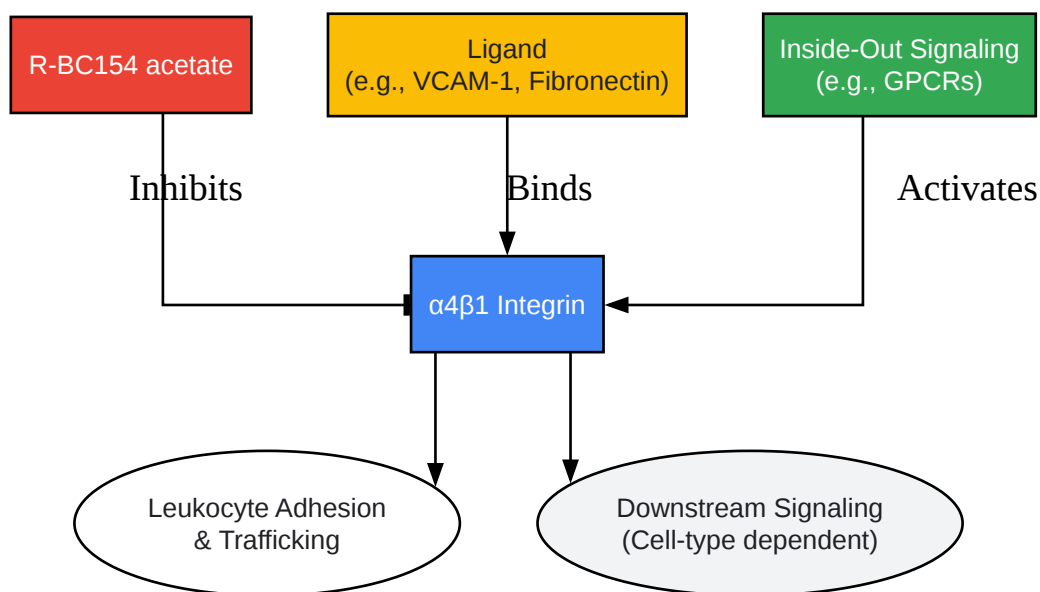 R-BC154 acetate
Ligand
(e.g., VCAM-1, Fibronectin)
Inside-Out Signaling
(e.g., GPCRs)
Inhibits
Binds
Activates
α4β1 Integrin
Leukocyte Adhesion
& Trafficking
Downstream Signaling
(Cell-type dependent)